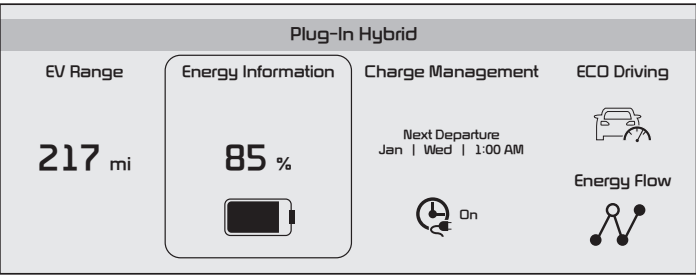 Plug-In Hybrid
EV Range
217 mi
Energy Information
85 %
Charge Management
Next Departure
Jan | Wed | 1:00 AM
On
ECO Driving
Energy Flow